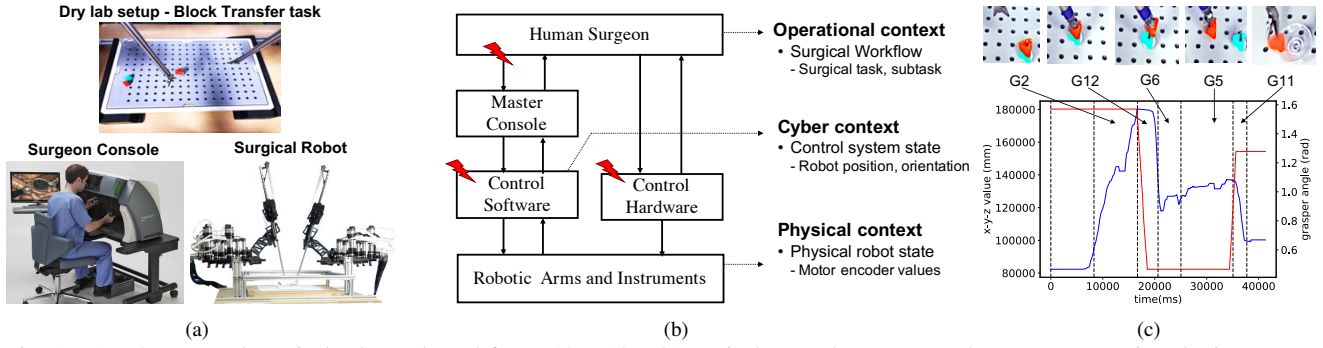 Dry lab setup - Block Transfer task
Surgeon Console
Surgical Robot
(a)
Human Surgeon
Master
Console
Control
Software
Control
Hardware
Robotic Arms and Instruments
Operational context
• Surgical Workflow
- Surgical task, subtask
Cyber context
• Control system state
- Robot position, orientation
Physical context
• Physical robot state
- Motor encoder values
(b)
G2
G12
G6
G5
G11
x-y-z value (mm)
180000
160000
140000
120000
100000
80000
1.6
1.4
1.2
1.0
0.8
0.6
grasper angle (rad)
0
10000
20000
30000
40000
time(ms)
(c)